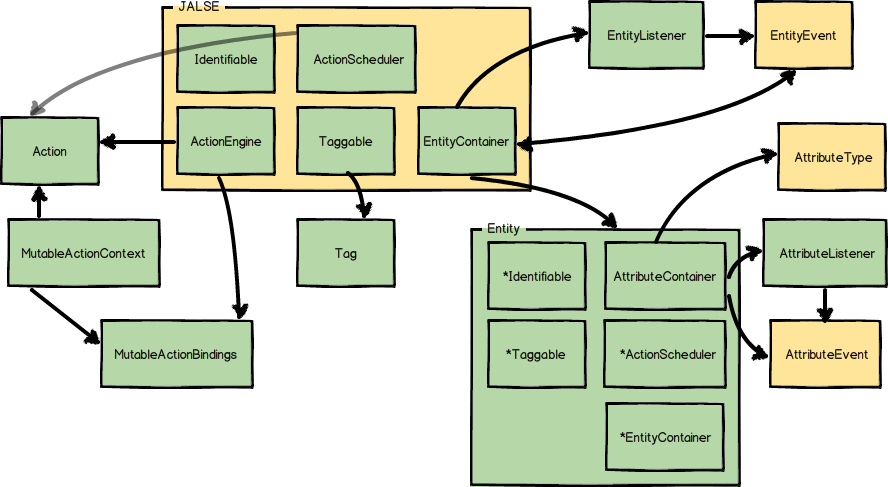 JALSE
Identifiable
ActionScheduler
EntityListener
EntityEvent
Action
ActionEngine
Taggable
EntityContainer
AttributeType
MutableActionContext
Tag
Entity
*Identifiable
AttributeContainer
AttributeListener
MutableActionBindings
*Taggable
*ActionScheduler
AttributeEvent
*EntityContainer